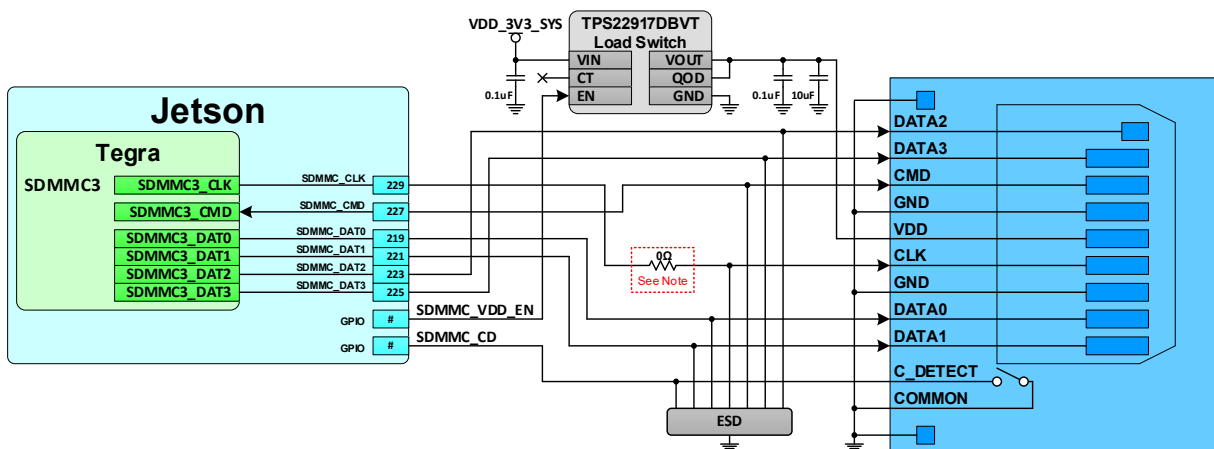 VDD_3V3_SYS
TPS22917DBVT
Load Switch
VIN
VOUT
CT
QOD
EN
GND
0.1uF
0.1uF
10uF
Jetson
Tegra
SDMMC3
SDMMC3_CLK
SDMMC_CLK
229
SDMMC3_CMD
SDMMC_CMD
227
SDMMC3_DAT0
SDMMC_DAT0
219
SDMMC3_DAT1
SDMMC_DAT1
221
SDMMC3_DAT2
SDMMC_DAT2
223
SDMMC3_DAT3
SDMMC_DAT3
225
GPIO
#
SDMMC_VDD_EN
GPIO
#
SDMMC_CD
0Ω
See Note
ESD
DATA2
DATA3
CMD
GND
VDD
CLK
GND
DATA0
DATA1
C_DETECT
COMMON